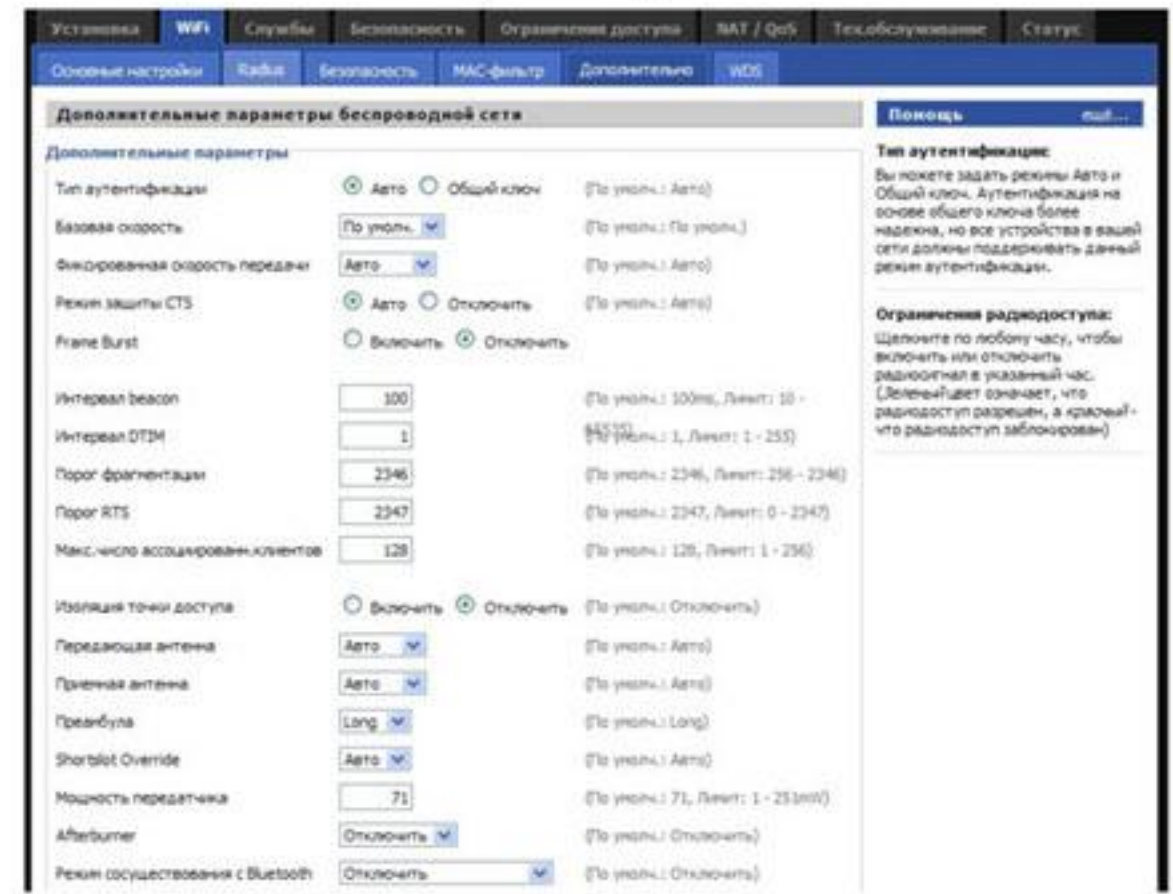 Установка WiFi Службы Безопасность Ограничения доступа NAT / QoS Тех.обслуживание Статус
Основные настройки Radius Безопасность MAC-фильтр Дополнительно WDS
Дополнительные параметры беспроводной сети
Дополнительные параметры
Тип аутентификации Авто Общий ключ (По умолч.: Авто)
Базовая скорость По умолч. (По умолч.: По умолч.)
Фиксированная скорость передачи Авто (По умолч.: Авто)
Режим защиты CTS Авто Отключить (По умолч.: Авто)
Frame Burst Включить Отключить
Интервал beacon 100 (По умолч.: 100ms, Лимит: 10 -
Интервал DTIM 1 (По умолч.: 1, Лимит: 1 - 255)
Порог фрагментации 2346 (По умолч.: 2346, Лимит: 256 - 2346)
Порог RTS 2347 (По умолч.: 2347, Лимит: 0 - 2347)
Макс.число ассоциированн.клиентов 128 (По умолч.: 128, Лимит: 1 - 256)
Изоляция точки доступа Включить Отключить (По умолч.: Отключить)
Передающая антенна Авто (По умолч.: Авто)
Приемная антенна Авто (По умолч.: Авто)
Преамбула Long (По умолч.: Long)
Shortslot Override Авто (По умолч.: Авто)
Мощность передатчика 71 (По умолч.: 71, Лимит: 1 - 251mW)
Afterburner Отключить (По умолч.: Отключить)
Режим сосуществования с Bluetooth Отключить (По умолч.: Отключить)
Помощь ещё...
Тип аутентификации:
Вы можете задать режимы Авто и
Общий ключ. Аутентификация на
основе общего ключа более
надежна, но все устройства в вашей
сети должны поддерживать данный
режим аутентификации.
Ограничения радиодоступа:
Щелкните по любому часу, чтобы
включить или отключить
радиосигнал в указанный час.
(Зеленый цвет означает, что
радиодоступ разрешен, а красный -
что радиодоступ заблокирован)